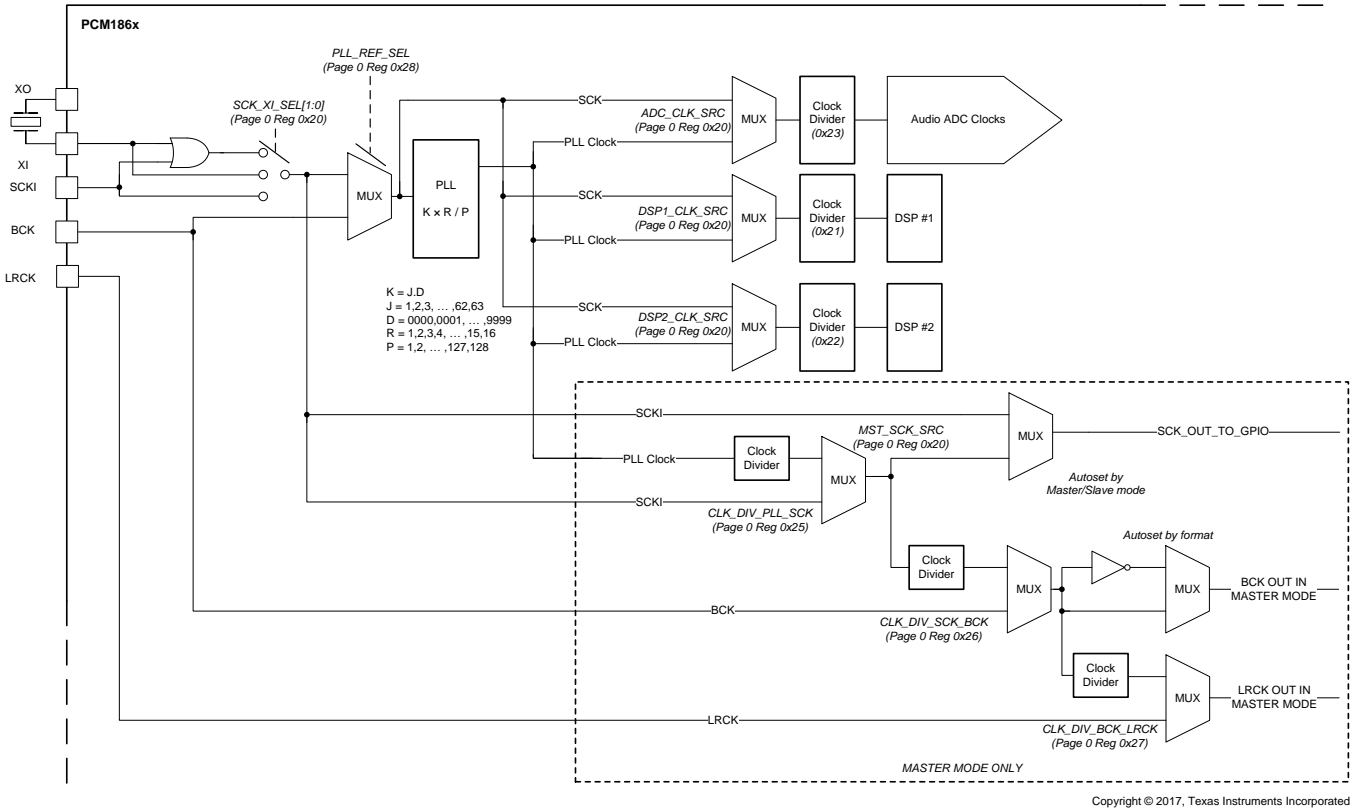 PCM186x
PLL_REF_SEL
(Page 0 Reg 0x28)
XO
SCK_XI_SEL[1:0]
(Page 0 Reg 0x20)
XI
SCKI
BCK
LRCK
MUX
PLL
K x R / P
K = J.D
J = 1,2,3, … ,62,63
D = 0000,0001, … ,9999
R = 1,2,3,4, … ,15,16
P = 1,2, … ,127,128
SCK
ADC_CLK_SRC
(Page 0 Reg 0x20)
PLL Clock
MUX
Clock
Divider
(0x23)
Audio ADC Clocks
SCK
DSP1_CLK_SRC
(Page 0 Reg 0x20)
PLL Clock
MUX
Clock
Divider
(0x21)
DSP #1
SCK
DSP2_CLK_SRC
(Page 0 Reg 0x20)
PLL Clock
MUX
Clock
Divider
(0x22)
DSP #2
SCKI
MST_SCK_SRC
(Page 0 Reg 0x20)
MUX
SCK_OUT_TO_GPIO
Autoset by
Master/Slave mode
PLL Clock
Clock
Divider
MUX
SCKI
CLK_DIV_PLL_SCK
(Page 0 Reg 0x25)
Autoset by format
Clock
Divider
MUX
MUX
BCK OUT IN
MASTER MODE
BCK
CLK_DIV_SCK_BCK
(Page 0 Reg 0x26)
Clock
Divider
MUX
LRCK OUT IN
MASTER MODE
LRCK
CLK_DIV_BCK_LRCK
(Page 0 Reg 0x27)
MASTER MODE ONLY
Copyright © 2017, Texas Instruments Incorporated